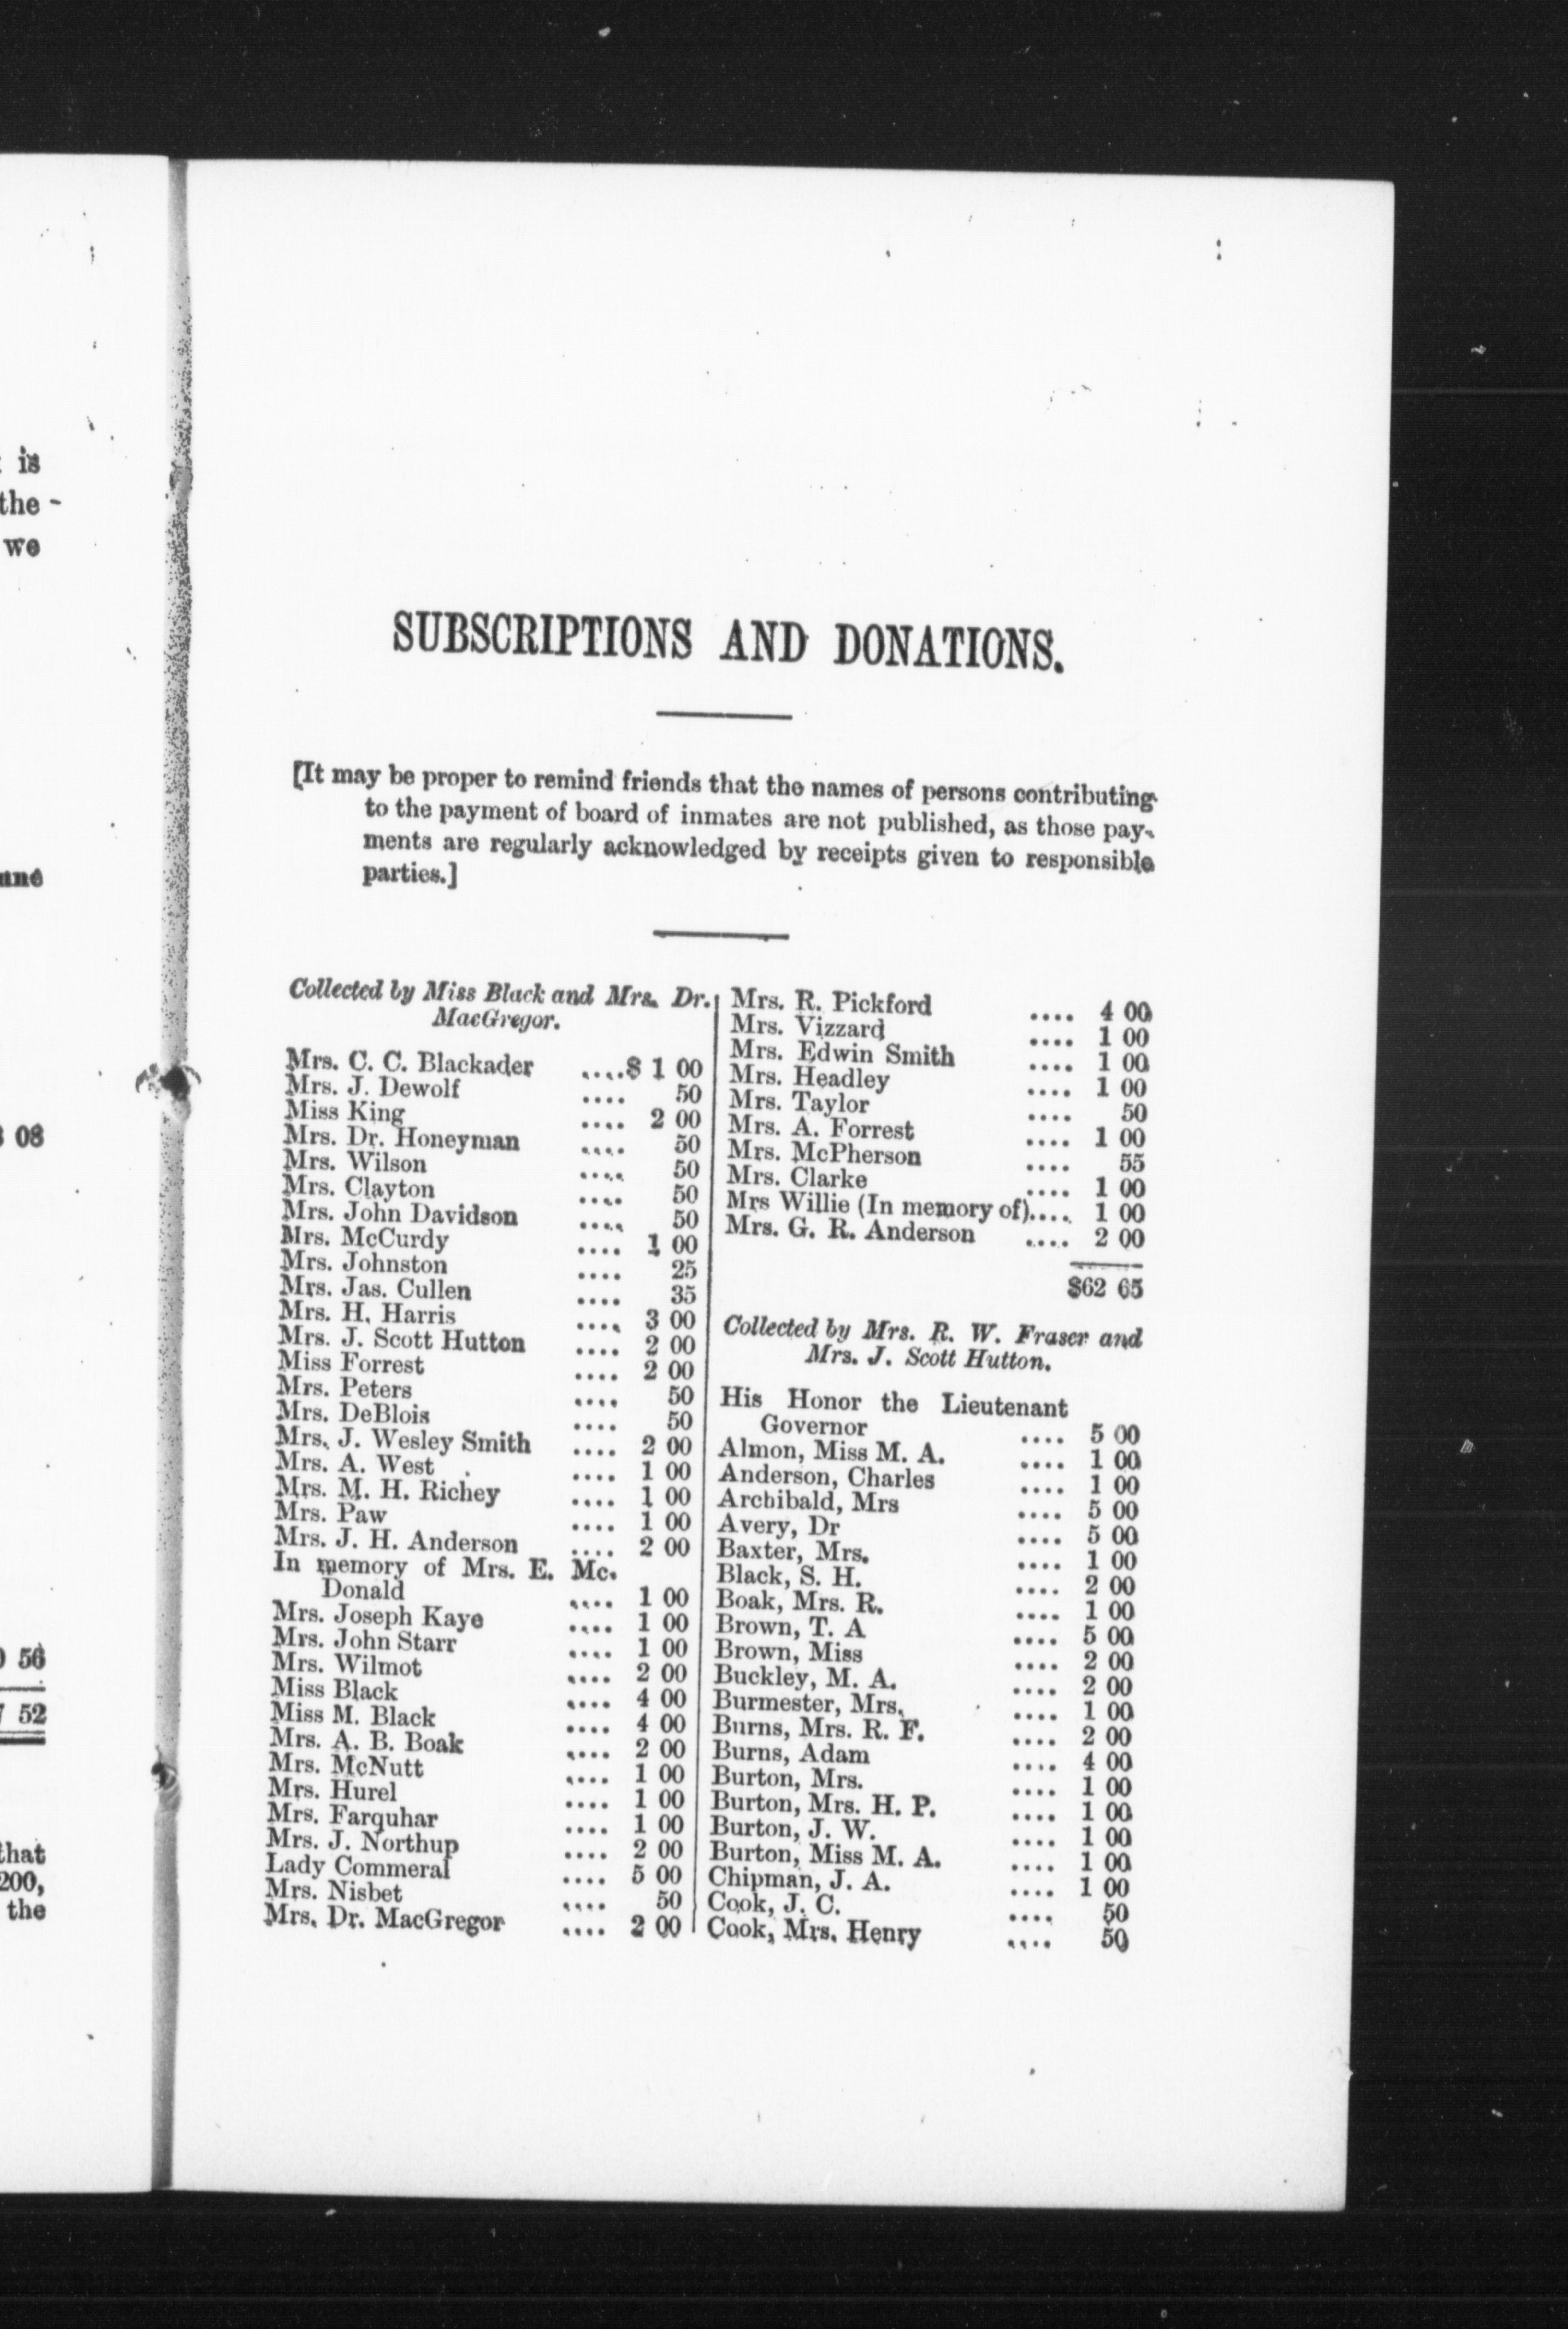 is
the -
we
08
56
52
that
200,
the
SUBSCRIPTIONS AND DONATIONS.
[It may be proper to remind friends that the names of persons contributing
to the payment of board of inmates are not published, as those pay-
ments are regularly acknowledged by receipts given to responsible
parties.]
Collected by Miss Black and Mrs. Dr.
MacGregor.
Mrs. C. C. Blackader ....$ 1 00
Mrs. J. Dewolf .... 50
Miss King .... 2 00
Mrs. Dr. Honeyman .... 50
Mrs. Wilson .... 50
Mrs. Clayton .... 50
Mrs. John Davidson .... 50
Mrs. McCurdy .... 1 00
Mrs. Johnston .... 25
Mrs. Jas. Cullen .... 35
Mrs. H. Harris .... 3 00
Mrs. J. Scott Hutton .... 2 00
Miss Forrest .... 2 00
Mrs. Peters .... 50
Mrs. DeBlois .... 50
Mrs. J. Wesley Smith .... 2 00
Mrs. A. West .... 1 00
Mrs. M. H. Richey .... 1 00
Mrs. Paw .... 1 00
Mrs. J. H. Anderson .... 2 00
In memory of Mrs. E. Mc.
Donald .... 1 00
Mrs. Joseph Kaye .... 1 00
Mrs. John Starr .... 1 00
Mrs. Wilmot .... 2 00
Miss Black .... 4 00
Miss M. Black .... 4 00
Mrs. A. B. Boak .... 2 00
Mrs. McNutt .... 1 00
Mrs. Hurel .... 1 00
Mrs. Farquhar .... 1 00
Mrs. J. Northup .... 2 00
Lady Commeral .... 5 00
Mrs. Nisbet .... 50
Mrs. Dr. MacGregor .... 2 00
Mrs. R. Pickford .... 4 00
Mrs. Vizzard .... 1 00
Mrs. Edwin Smith .... 1 00
Mrs. Headley .... 1 00
Mrs. Taylor .... 50
Mrs. A. Forrest .... 1 00
Mrs. McPherson .... 55
Mrs. Clarke .... 1 00
Mrs Willie (In memory of).... 1 00
Mrs. G. R. Anderson .... 2 00
$62 65
Collected by Mrs. R. W. Fraser and
Mrs. J. Scott Hutton.
His Honor the Lieutenant
Governor .... 5 00
Almon, Miss M. A. .... 1 00
Anderson, Charles .... 1 00
Archibald, Mrs .... 5 00
Avery, Dr .... 5 00
Baxter, Mrs. .... 1 00
Black, S. H. .... 2 00
Boak, Mrs. R. .... 1 00
Brown, T. A .... 5 00
Brown, Miss .... 2 00
Buckley, M. A. .... 2 00
Burmester, Mrs. .... 1 00
Burns, Mrs. R. F. .... 2 00
Burns, Adam .... 4 00
Burton, Mrs. .... 1 00
Burton, Mrs. H. P. .... 1 00
Burton, J. W. .... 1 00
Burton, Miss M. A. .... 1 00
Chipman, J. A. .... 1 00
Cook, J. C. .... 50
Cook, Mrs. Henry .... 50